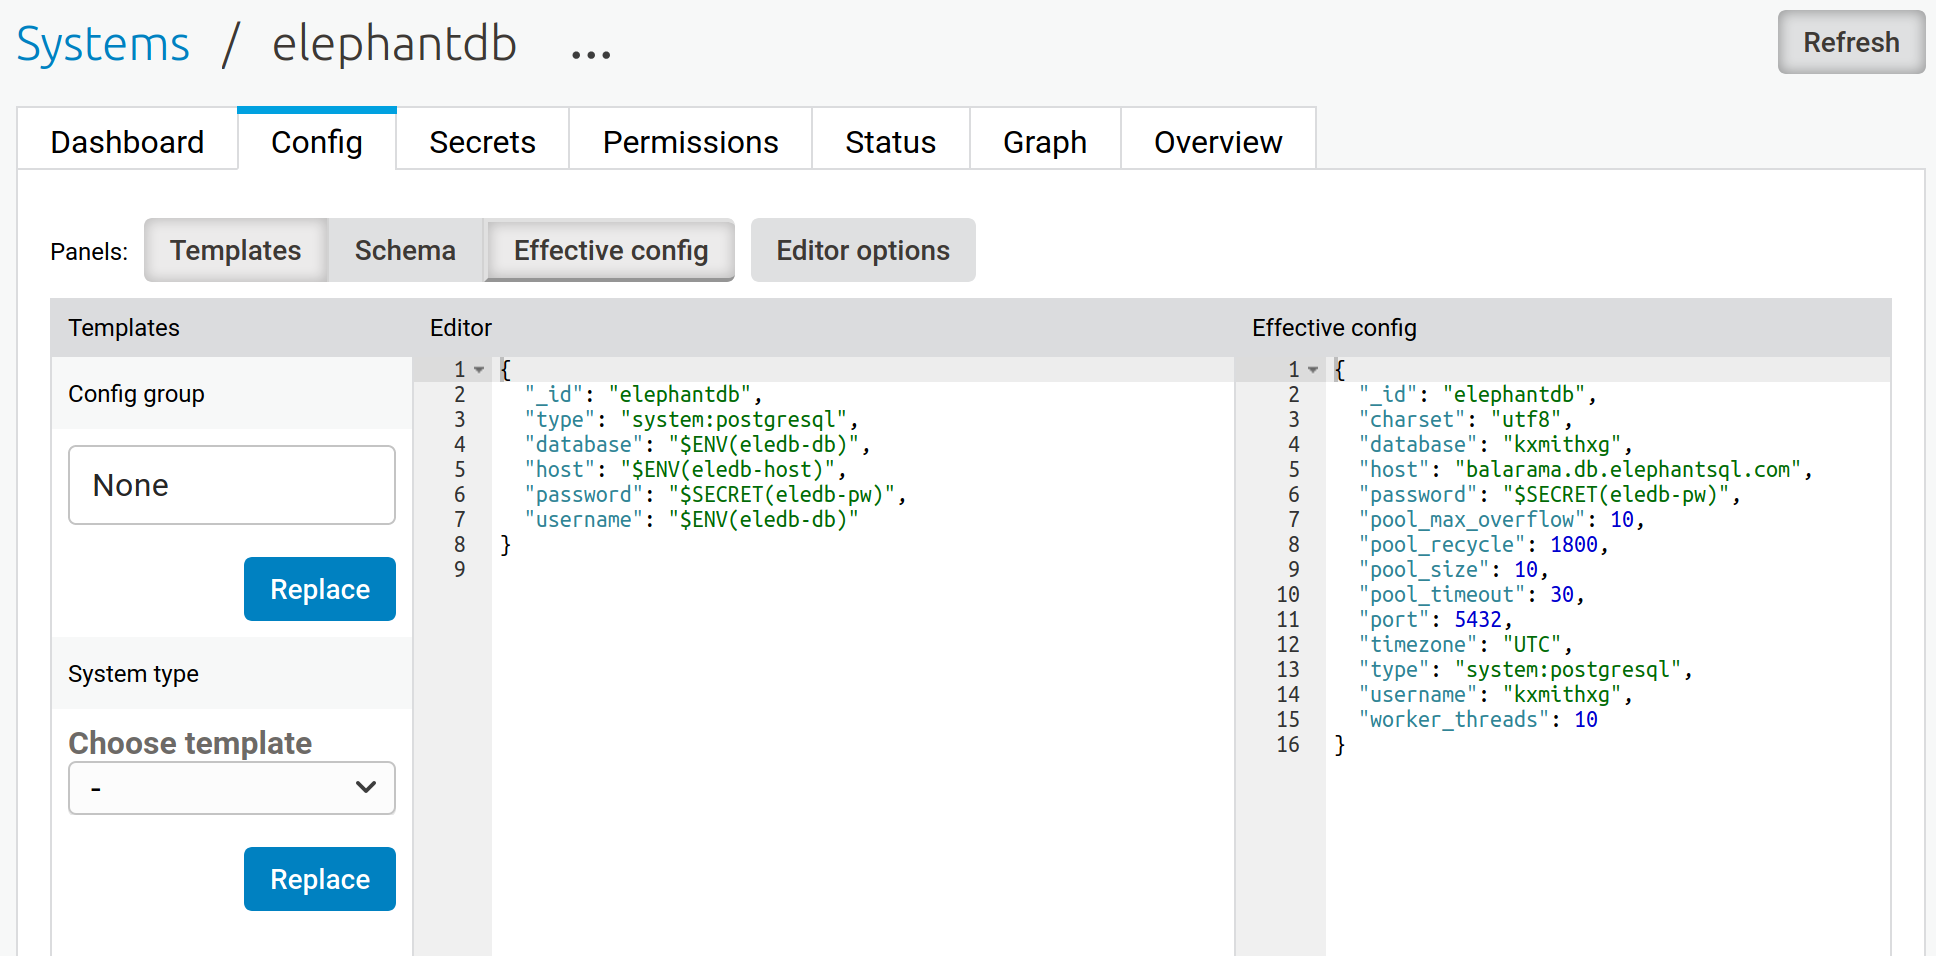 Systems / elephantdb ...
Refresh
Dashboard Config Secrets Permissions Status Graph Overview
Panels: Templates Schema Effective config Editor options
Templates
Config group
None
Replace
System type
Choose template
-
Replace
Editor
1 {
2 "_id": "elephantdb",
3 "type": "system:postgresql",
4 "database": "$ENV(eledb-db)",
5 "host": "$ENV(eledb-host)",
6 "password": "$SECRET(eledb-pw)",
7 "username": "$ENV(eledb-db)"
8 }
9
Effective config
1 {
2 "_id": "elephantdb",
3 "charset": "utf8",
4 "database": "kxmithxg",
5 "host": "balarama.db.elephantsql.com",
6 "password": "$SECRET(eledb-pw)",
7 "pool_max_overflow": 10,
8 "pool_recycle": 1800,
9 "pool_size": 10,
10 "pool_timeout": 30,
11 "port": 5432,
12 "timezone": "UTC",
13 "type": "system:postgresql",
14 "username": "kxmithxg",
15 "worker_threads": 10
16 }